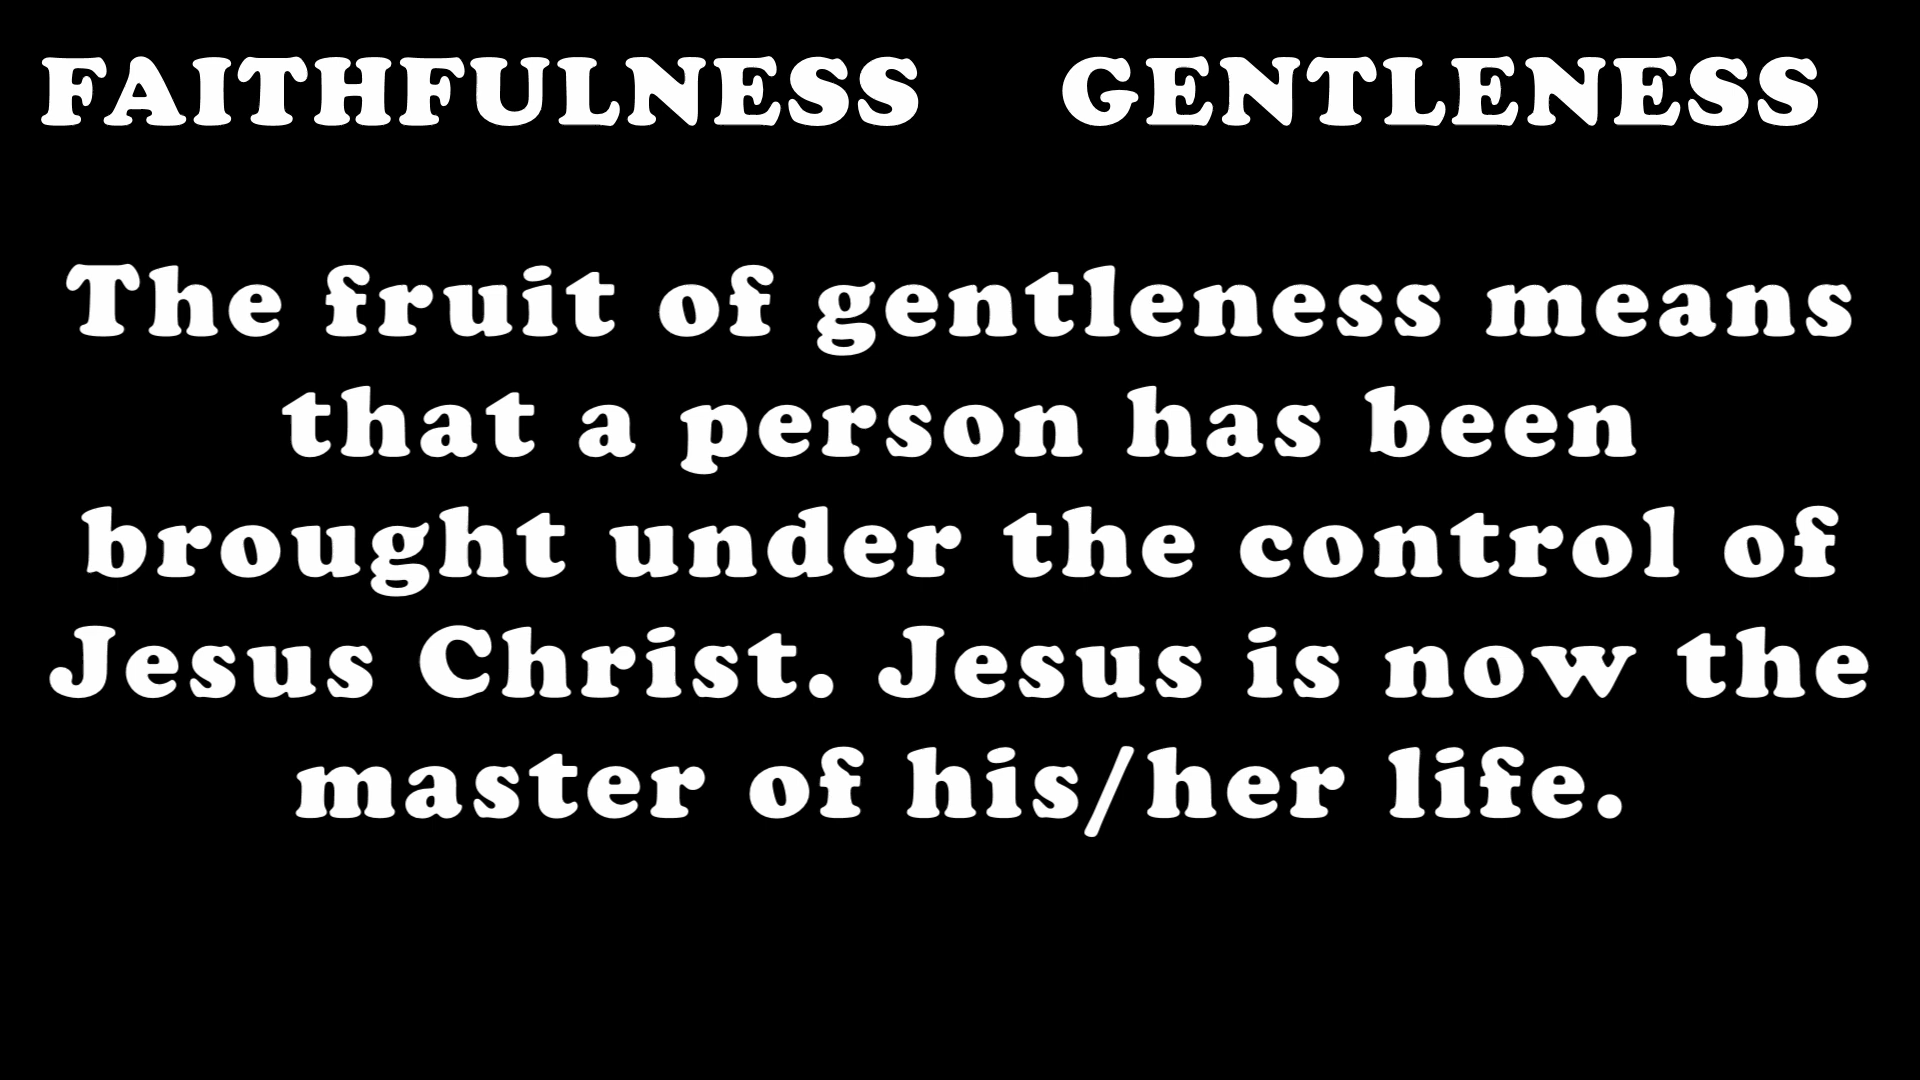 FAITHFULNESS GENTLENESS
The fruit of gentleness means
that a person has been
brought under the control of
Jesus Christ. Jesus is now the
master of his/her life.